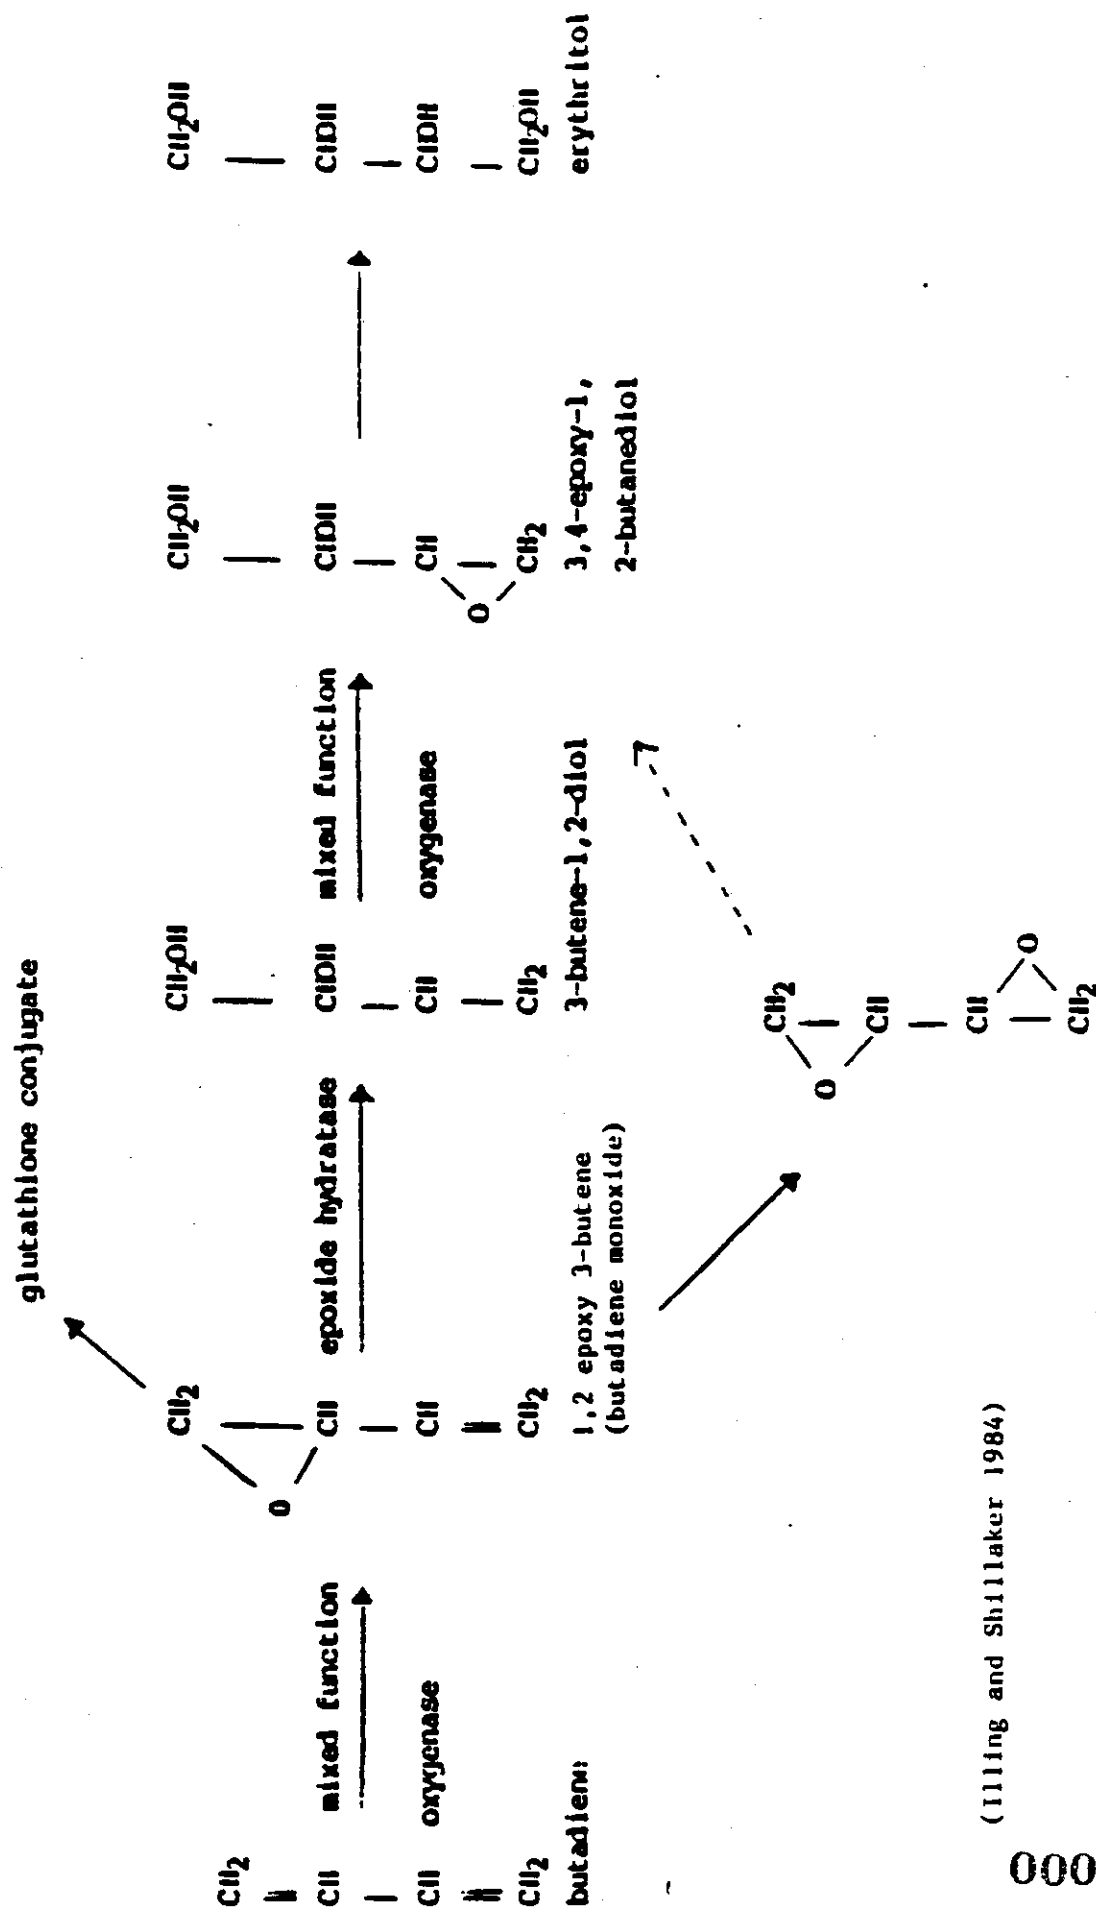 glutathione conjugate
CH₂
CH
CH
CH₂
butadiene
mixed function
oxygenase
CH₂
O
CH
CH
CH₂
1,2 epoxy 3-butene
(butadiene monoxide)
epoxide hydratase
CH₂OH
CHOH
CH
CH₂
3-butene-1,2-diol
mixed function
oxygenase
CH₂OH
CHOH
CH
O
CH₂
3,4-epoxy-1,
2-butanediol
CH₂OH
CHOH
CHOH
CH₂OH
erythritol
CH₂
O
CH
CH
O
CH₂
(Illing and Shillaker 1984)
000